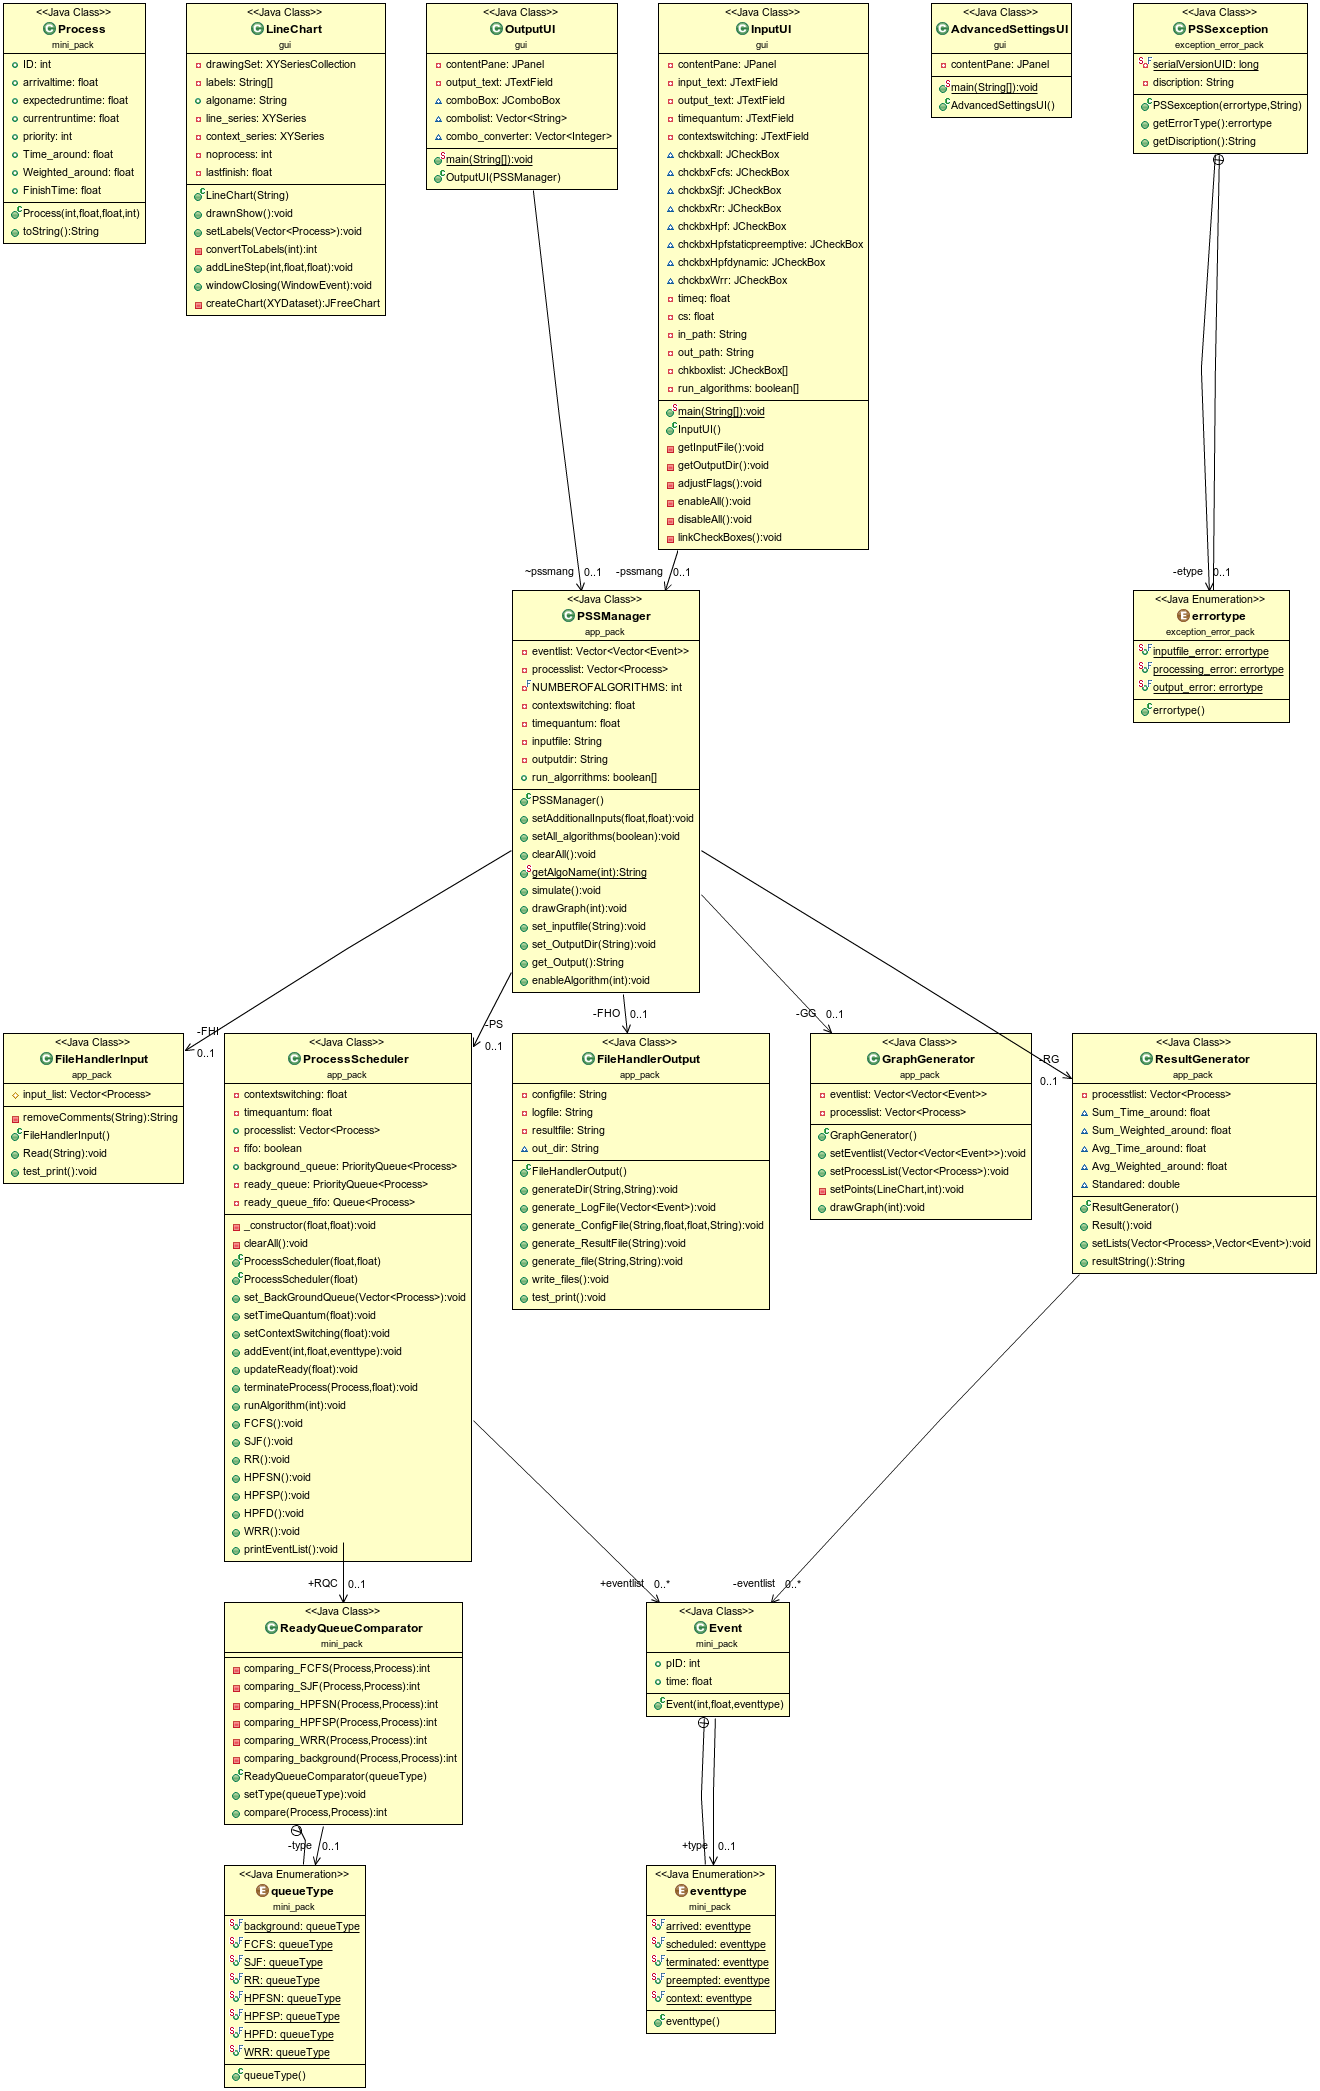 <<Java Class>>
Process
mini_pack
ID: int
arrivaltime: float
expectedruntime: float
currentruntime: float
priority: int
Time_around: float
Weighted_around: float
FinishTime: float
Process(int,float,float,int)
toString():String
<<Java Class>>
LineChart
gui
drawingSet: XYSeriesCollection
labels: String[]
algoname: String
line_series: XYSeries
context_series: XYSeries
noprocess: int
lastfinish: float
LineChart(String)
drawnShow():void
setLabels(Vector<Process>):void
convertToLabels(int):int
addLineStep(int,float,float):void
windowClosing(WindowEvent):void
createChart(XYDataset):JFreeChart
<<Java Class>>
OutputUI
gui
contentPane: JPanel
output_text: JTextField
comboBox: JComboBox
combolist: Vector<String>
combo_converter: Vector<Integer>
main(String[]):void
OutputUI(PSSManager)
<<Java Class>>
InputUI
gui
contentPane: JPanel
input_text: JTextField
output_text: JTextField
timequantum: JTextField
contextswitching: JTextField
chckbxall: JCheckBox
chckbxFcfs: JCheckBox
chckbxSjf: JCheckBox
chckbxRr: JCheckBox
chckbxHpf: JCheckBox
chckbxHpfstaticpreemptive: JCheckBox
chckbxHpfdynamic: JCheckBox
chckbxWrr: JCheckBox
timeq: float
cs: float
in_path: String
out_path: String
chkboxlist: JCheckBox[]
run_algorithms: boolean[]
main(String[]):void
InputUI()
getInputFile():void
getOutputDir():void
adjustFlags():void
enableAll():void
disableAll():void
linkCheckBoxes():void
<<Java Class>>
AdvancedSettingsUI
gui
contentPane: JPanel
main(String[]):void
AdvancedSettingsUI()
<<Java Class>>
PSSexception
exception_error_pack
serialVersionUID: long
discription: String
PSSexception(errortype,String)
getErrorType():errortype
getDiscription():String
~pssmang 0..1
-pssmang 0..1
-etype 0..1
<<Java Class>>
PSSManager
app_pack
eventlist: Vector<Vector<Event>>
processlist: Vector<Process>
NUMBEROFALGORITHMS: int
contextswitching: float
timequantum: float
inputfile: String
outputdir: String
run_algorrithms: boolean[]
PSSManager()
setAdditionalInputs(float,float):void
setAll_algorithms(boolean):void
clearAll():void
getAlgoName(int):String
simulate():void
drawGraph(int):void
set_inputfile(String):void
set_OutputDir(String):void
get_Output():String
enableAlgorithm(int):void
<<Java Enumeration>>
errortype
exception_error_pack
inputfile_error: errortype
processing_error: errortype
output_error: errortype
errortype()
-FHI
0..1
-PS
0..1
-FHO 0..1
-GG 0..1
-RG
0..1
<<Java Class>>
FileHandlerInput
app_pack
input_list: Vector<Process>
removeComments(String):String
FileHandlerInput()
Read(String):void
test_print():void
<<Java Class>>
ProcessScheduler
app_pack
contextswitching: float
timequantum: float
processlist: Vector<Process>
fifo: boolean
background_queue: PriorityQueue<Process>
ready_queue: PriorityQueue<Process>
ready_queue_fifo: Queue<Process>
_constructor(float,float):void
clearAll():void
ProcessScheduler(float,float)
ProcessScheduler(float)
set_BackGroundQueue(Vector<Process>):void
setTimeQuantum(float):void
setContextSwitching(float):void
addEvent(int,float,eventtype):void
updateReady(float):void
terminateProcess(Process,float):void
runAlgorithm(int):void
FCFS():void
SJF():void
RR():void
HPFSN():void
HPFSP():void
HPFD():void
WRR():void
printEventList():void
<<Java Class>>
FileHandlerOutput
app_pack
configfile: String
logfile: String
resultfile: String
out_dir: String
FileHandlerOutput()
generateDir(String,String):void
generate_LogFile(Vector<Event>):void
generate_ConfigFile(String,float,float,String):void
generate_ResultFile(String):void
generate_file(String,String):void
write_files():void
test_print():void
<<Java Class>>
GraphGenerator
app_pack
eventlist: Vector<Vector<Event>>
processlist: Vector<Process>
GraphGenerator()
setEventlist(Vector<Vector<Event>>):void
setProcessList(Vector<Process>):void
setPoints(LineChart,int):void
drawGraph(int):void
<<Java Class>>
ResultGenerator
app_pack
processtlist: Vector<Process>
Sum_Time_around: float
Sum_Weighted_around: float
Avg_Time_around: float
Avg_Weighted_around: float
Standared: double
ResultGenerator()
Result():void
setLists(Vector<Process>,Vector<Event>):void
resultString():String
+RQC 0..1
+eventlist 0..*
-eventlist 0..*
<<Java Class>>
ReadyQueueComparator
mini_pack
comparing_FCFS(Process,Process):int
comparing_SJF(Process,Process):int
comparing_HPFSN(Process,Process):int
comparing_HPFSP(Process,Process):int
comparing_WRR(Process,Process):int
comparing_background(Process,Process):int
ReadyQueueComparator(queueType)
setType(queueType):void
compare(Process,Process):int
<<Java Class>>
Event
mini_pack
pID: int
time: float
Event(int,float,eventtype)
-type 0..1
+type 0..1
<<Java Enumeration>>
queueType
mini_pack
background: queueType
FCFS: queueType
SJF: queueType
RR: queueType
HPFSN: queueType
HPFSP: queueType
HPFD: queueType
WRR: queueType
queueType()
<<Java Enumeration>>
eventtype
mini_pack
arrived: eventtype
scheduled: eventtype
terminated: eventtype
preempted: eventtype
context: eventtype
eventtype()